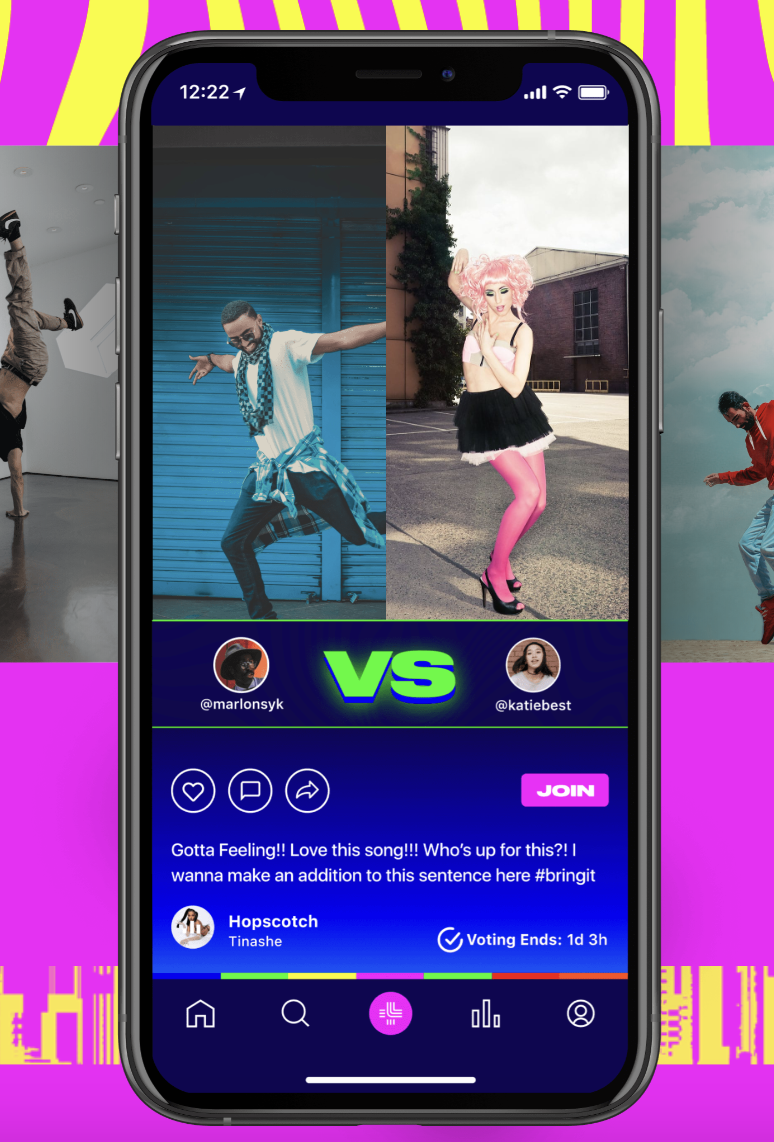 12:22
VS
@marlonsyk
@katiebest
JOIN
Gotta Feeling!! Love this song!!! Who's up for this?! I
wanna make an addition to this sentence here #bringit
Hopscotch
Tinashe
Voting Ends: 1d 3h